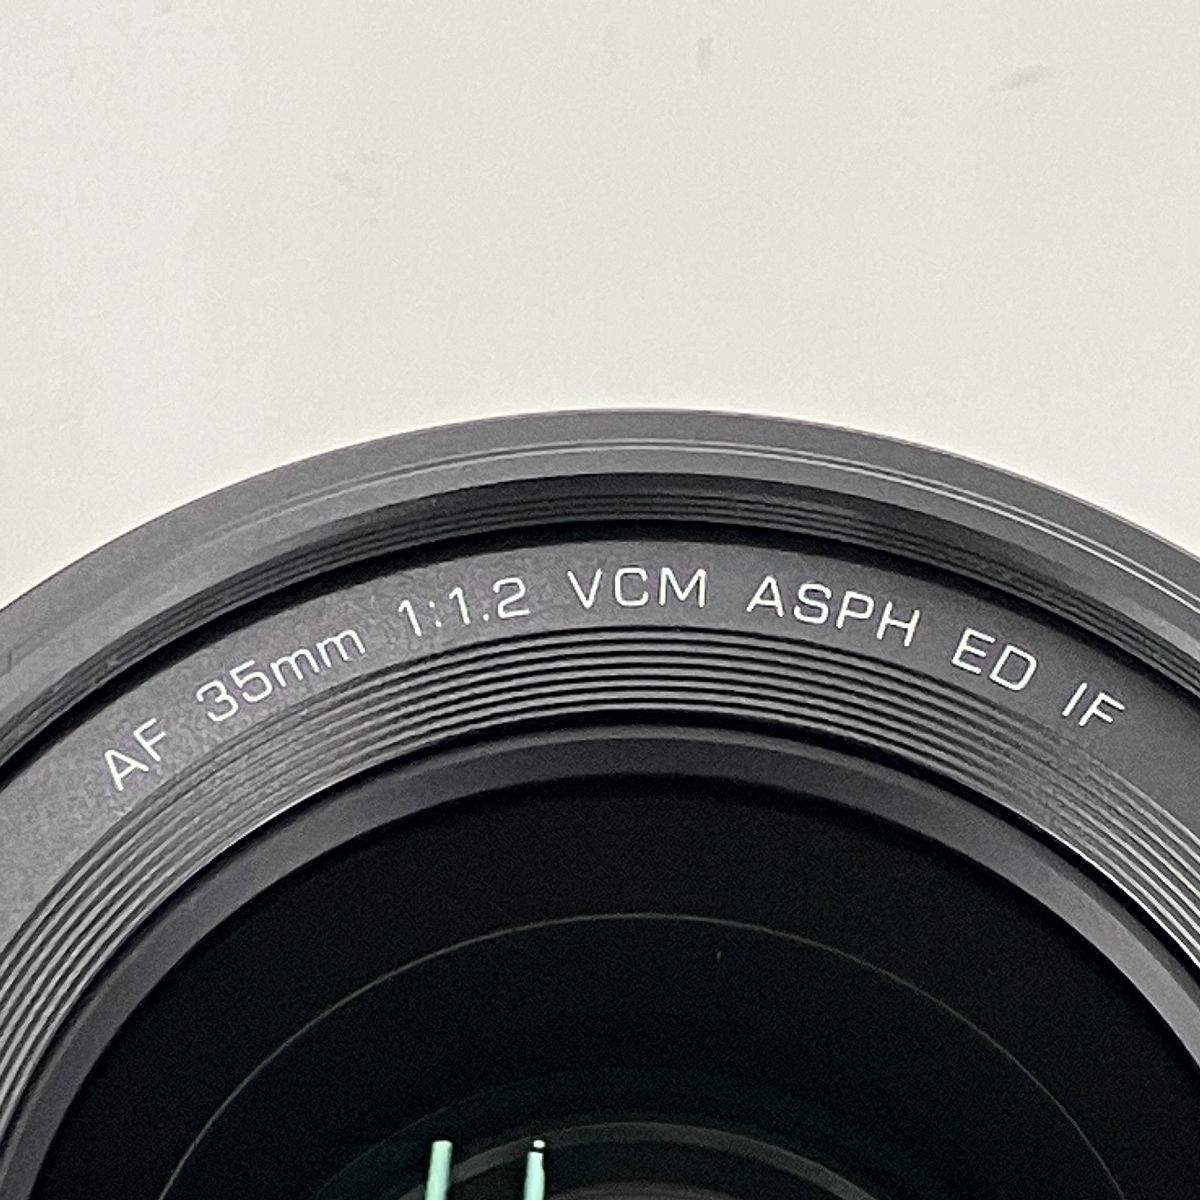 AF 35mm 1:1.2 VCM ASPH ED IF